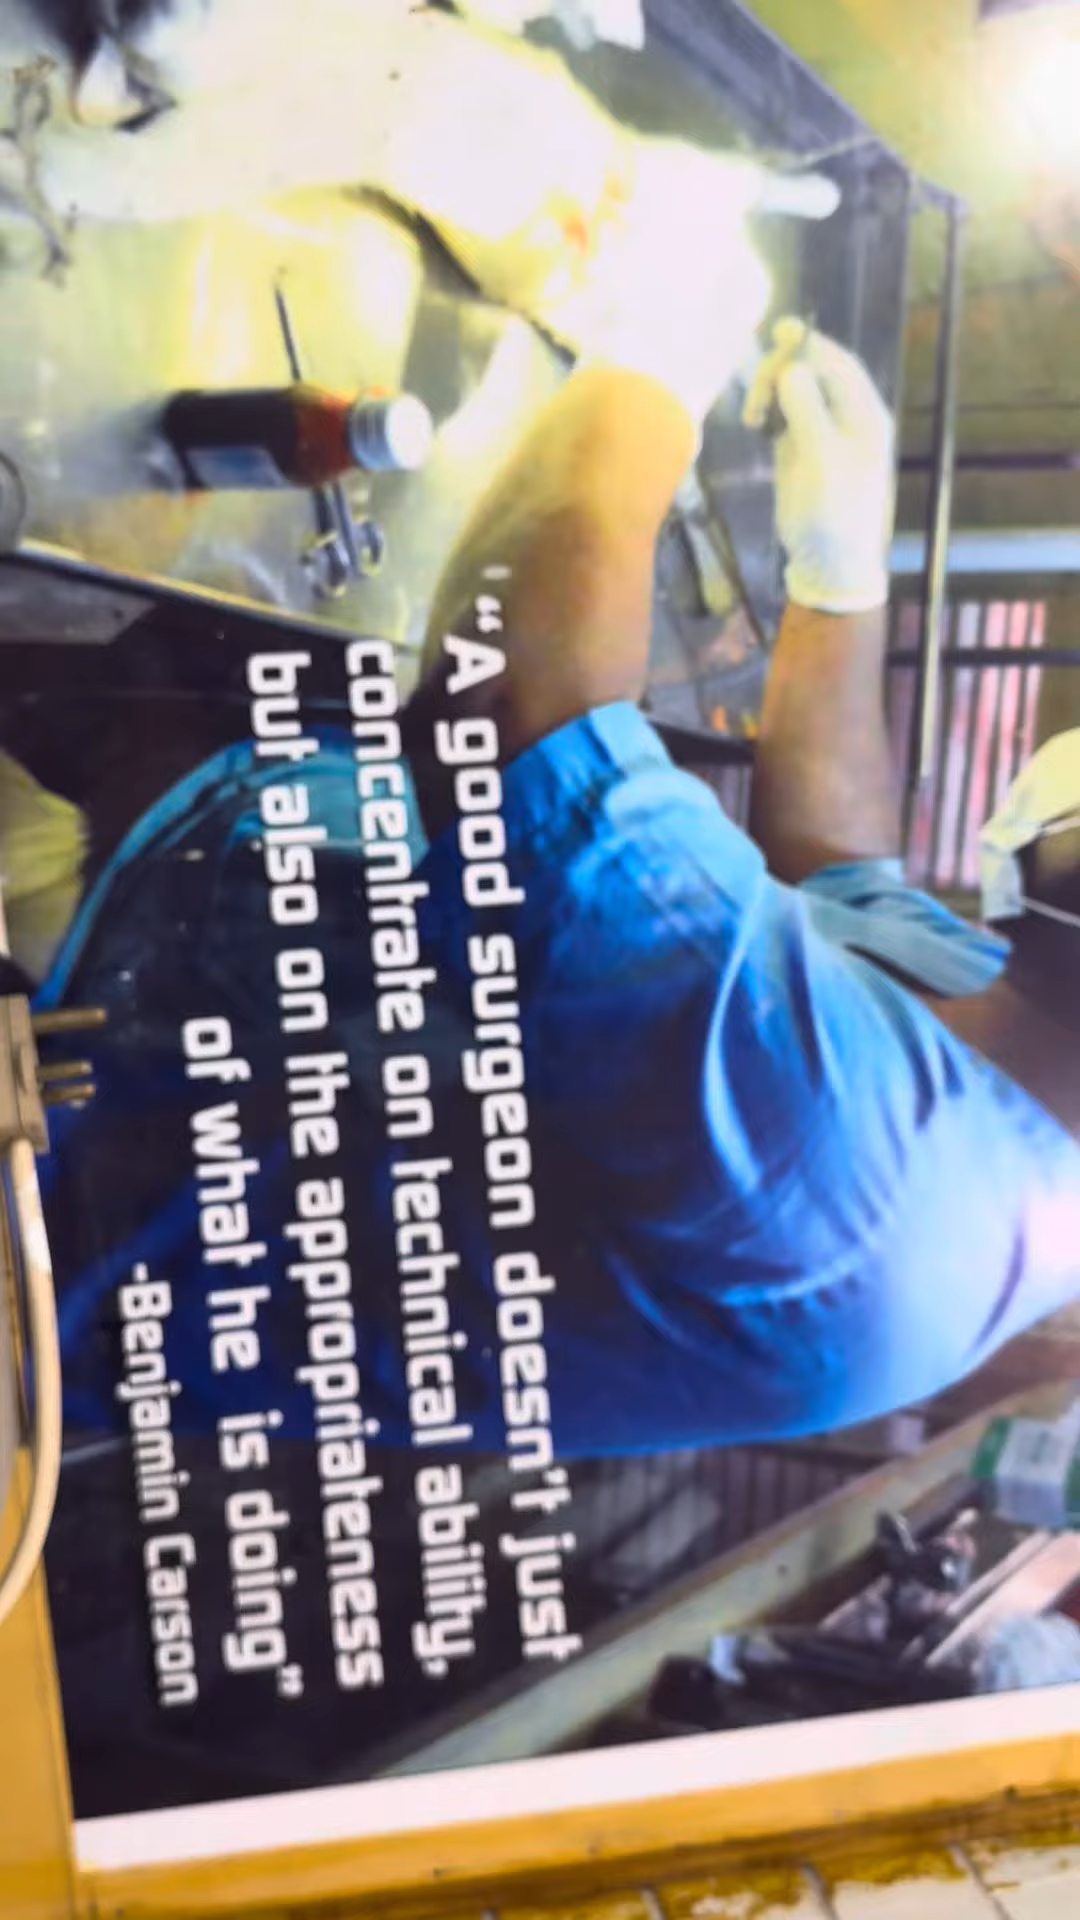 “A good surgeon doesn't just
concentrate on technical ability,
but also on the appropriateness
of what he is doing”
-Benjamin Carson